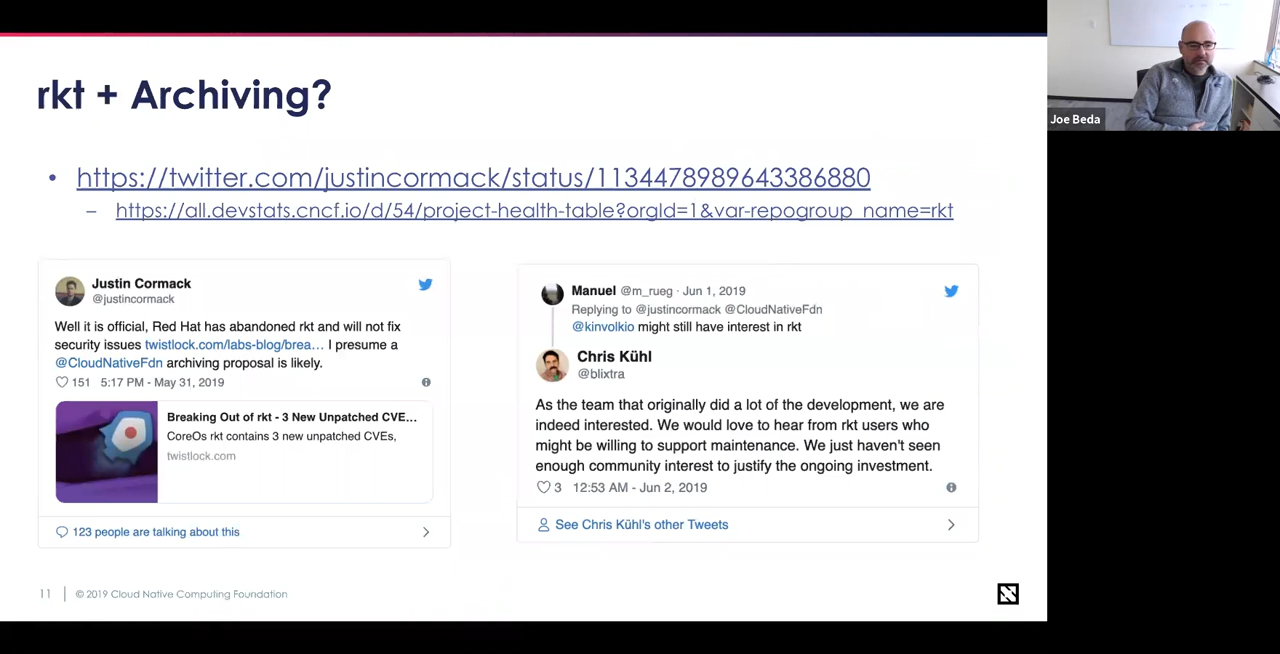 rkt + Archiving?
• https://twitter.com/justincormack/status/1134478989643386880
– https://all.devstats.cncf.io/d/54/project-health-table?orgId=1&var-repogroup_name=rkt
Justin Cormack
@justincormack
Well it is official, Red Hat has abandoned rkt and will not fix
security issues twistlock.com/labs-blog/brea… I presume a
@CloudNativeFdn archiving proposal is likely.
151 5:17 PM - May 31, 2019
Breaking Out of rkt - 3 New Unpatched CVE...
CoreOs rkt contains 3 new unpatched CVEs,
twistlock.com
123 people are talking about this
Manuel @m_rueg · Jun 1, 2019
Replying to @justincormack @CloudNativeFdn
@kinvolkio might still have interest in rkt
Chris Kühl
@blixtra
As the team that originally did a lot of the development, we are
indeed interested. We would love to hear from rkt users who
might be willing to support maintenance. We just haven't seen
enough community interest to justify the ongoing investment.
3 12:53 AM - Jun 2, 2019
See Chris Kühl's other Tweets
11 | © 2019 Cloud Native Computing Foundation
Joe Beda